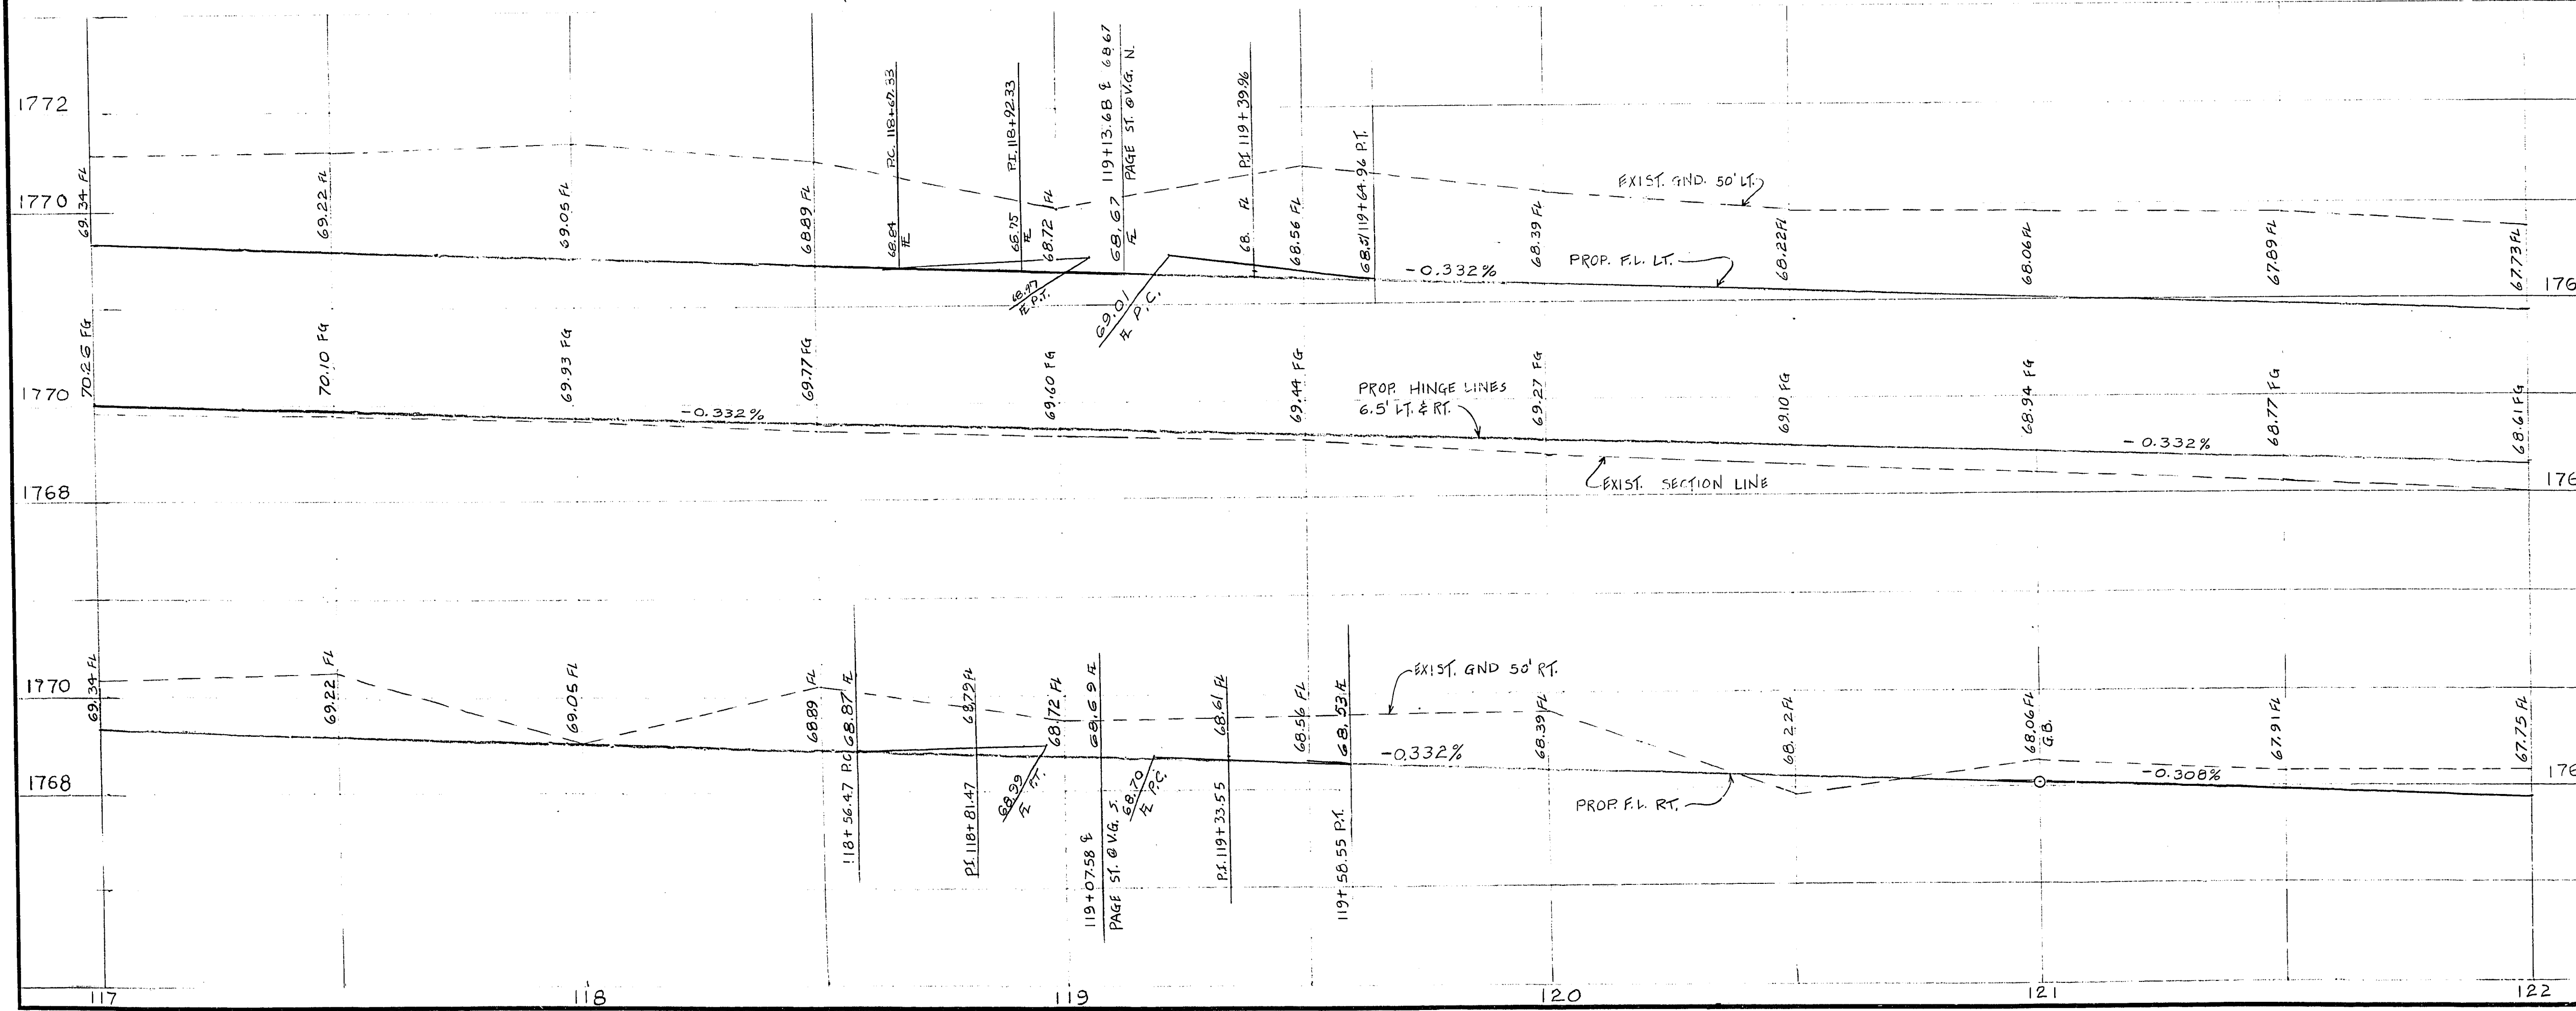 1772
1770
69.34 FL
69.22 FL
69.05 FL
68.89 FL
P.C. 118+67.33
68.84
FL
P.I. 118+92.33
68.75
FL
68.72 FL
119+13.68 ℄ 68.67
PAGE ST. @ V.G. N.
68.67
FL
P.I. 119+39.96
68. FL
68.56 FL
119+64.96 P.T.
68.97
FL P.T.
69.01
FL P.C.
-0.332%
68.39 FL
EXIST. GND. 50' LT.
PROP. F.L. LT.
68.22 FL
68.06 FL
67.89 FL
67.73 FL
176
1770
1768
70.26 FG
70.10 FG
69.93 FG
-0.332%
69.77 FG
69.60 FG
69.44 FG
PROP. HINGE LINES
6.5' LT. & RT.
69.27 FG
EXIST. SECTION LINE
69.10 FG
68.94 FG
-0.332%
68.77 FG
68.61 FG
176
1770
1768
69.34 FL
69.22 FL
69.05 FL
68.89 FL
118+56.47 P.C. 68.87 FL
P.I. 118+81.47 68.79 FL
68.99
FL P.T.
68.72 FL
68.69 FL
119+07.58 ℄
PAGE ST. @ V.G. S.
68.70
FL P.C.
P.I. 119+33.55 68.61 FL
68.56 FL
119+58.55 P.T. 68.53 FL
EXIST. GND 50' RT.
-0.332%
68.39 FL
PROP. F.L. RT.
68.22 FL
68.06 FL
G.B.
-0.308%
67.91 FL
67.75 FL
176
117 118 119 120 121 122